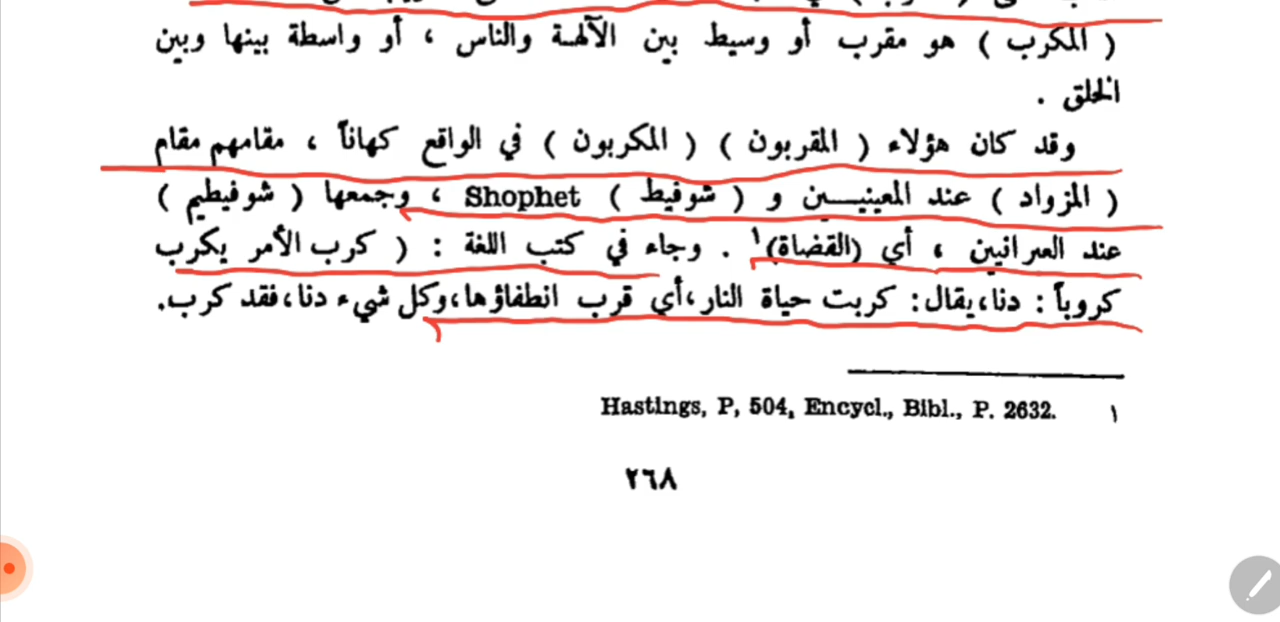 ( المكرب ) هو مقرب أو وسيط بين الآلهة والناس ، أو واسطة بينها وبين
الخلق .
وقد كان هؤلاء ( المقربون ) ( المكربون ) في الواقع كهاناً ، مقامهم مقام
( المزواد ) عند المعينيين و ( شوفيط ) Shophet ، وجمعها ( شوفيطيم )
عند العبرانيين ، أي (القضاة)١ . وجاء في كتب اللغة : ( كرب الأمر يكرب
كروباً : دنا،يقال: كربت حياة النار،أي قرب انطفاؤها،وكل شيء دنا،فقد كرب.
١ Hastings, P, 504, Encycl., Bibl., P. 2632.
٢٦٨